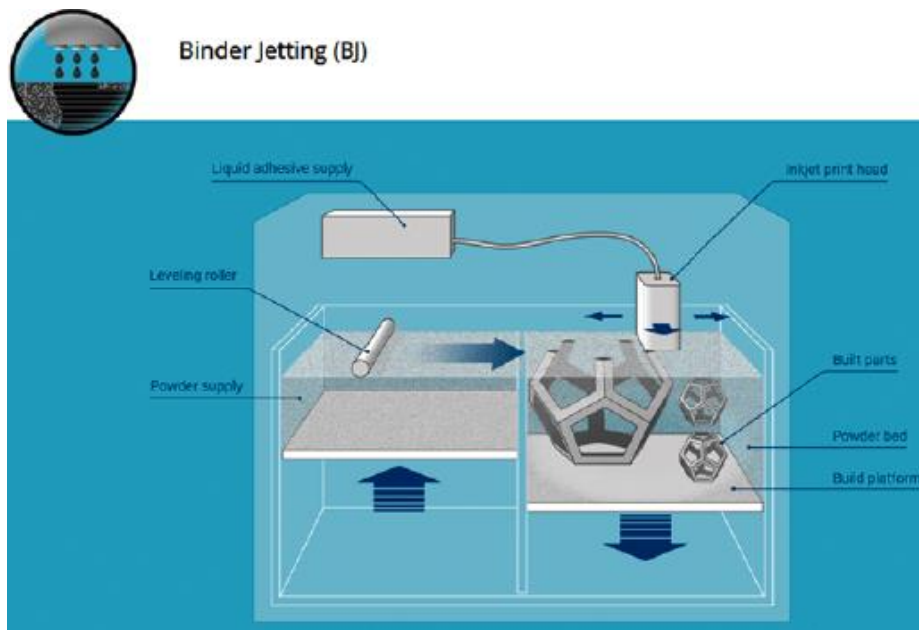 Binder Jetting (BJ)
Liquid adhesive supply
Inkjet print head
Leveling roller
Powder supply
Built parts
Powder bed
Build platform